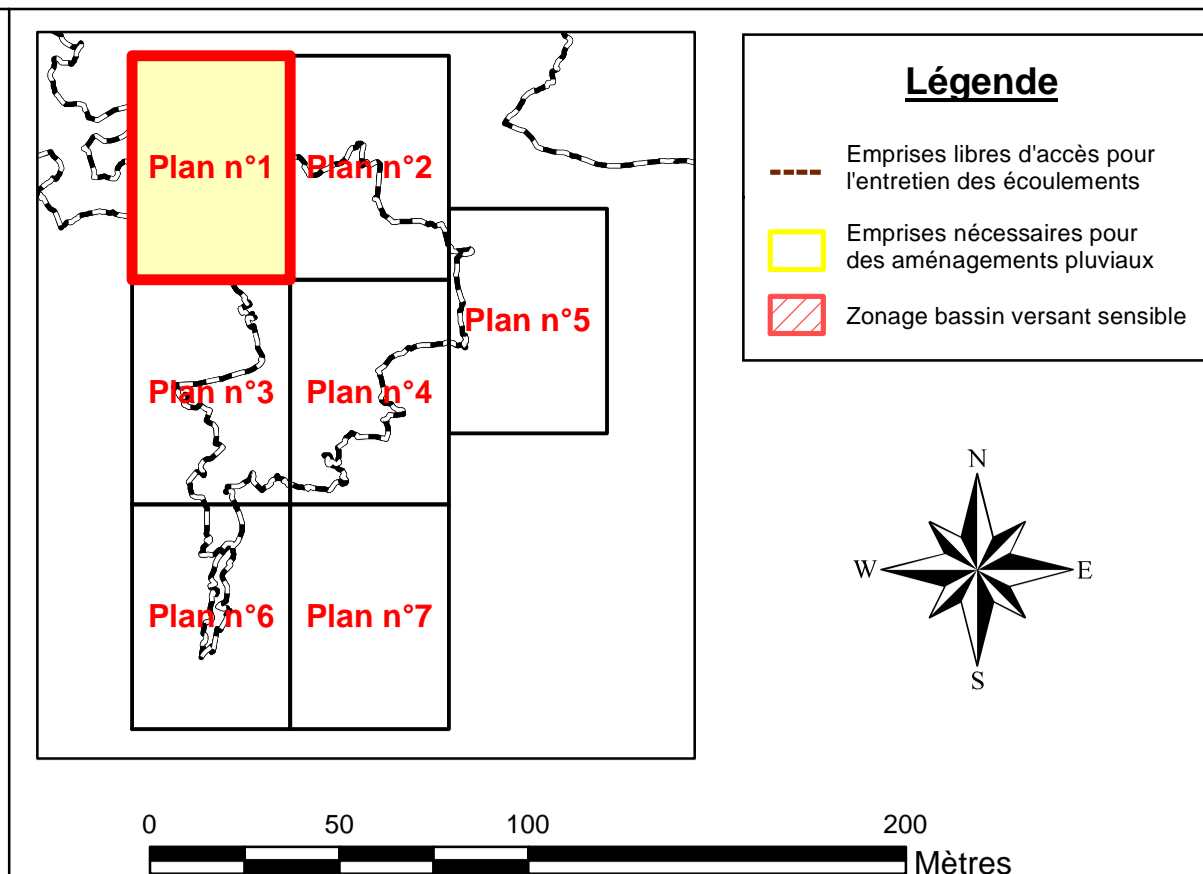 Plan n°1
Plan n°2
Plan n°5
Plan n°3
Plan n°4
Plan n°6
Plan n°7
Légende
Emprises libres d'accès pour
l'entretien des écoulements
Emprises nécessaires pour
des aménagements pluviaux
Zonage bassin versant sensible
N
W
E
S
0
50
100
200
Mètres